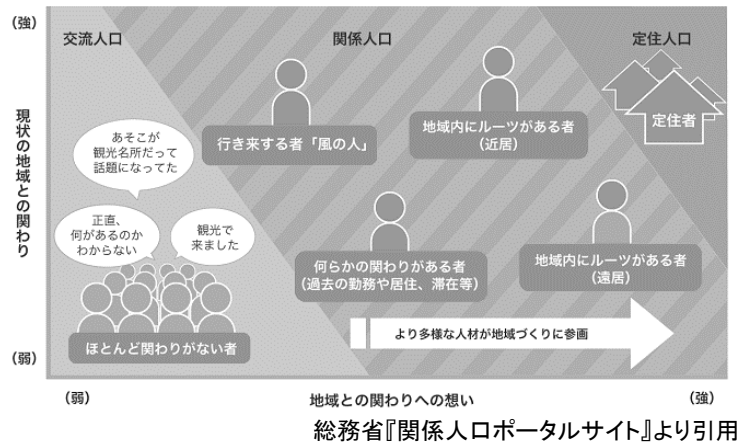 (強)
交流人口
関係人口
定住人口
現状の地域との関わり
定住者
行き来する者「風の人」
地域内にルーツがある者
(近居)
あそこが
観光名所だって
話題になってた
正直、
何があるのか
わからない
観光で
来ました
何らかの関わりがある者
(過去の勤務や居住、滞在等)
地域内にルーツがある者
(遠居)
ほとんど関わりがない者
より多様な人材が地域づくりに参画
(弱)
(弱)
地域との関わりへの想い
(強)
総務省『関係人口ポータルサイト』より引用